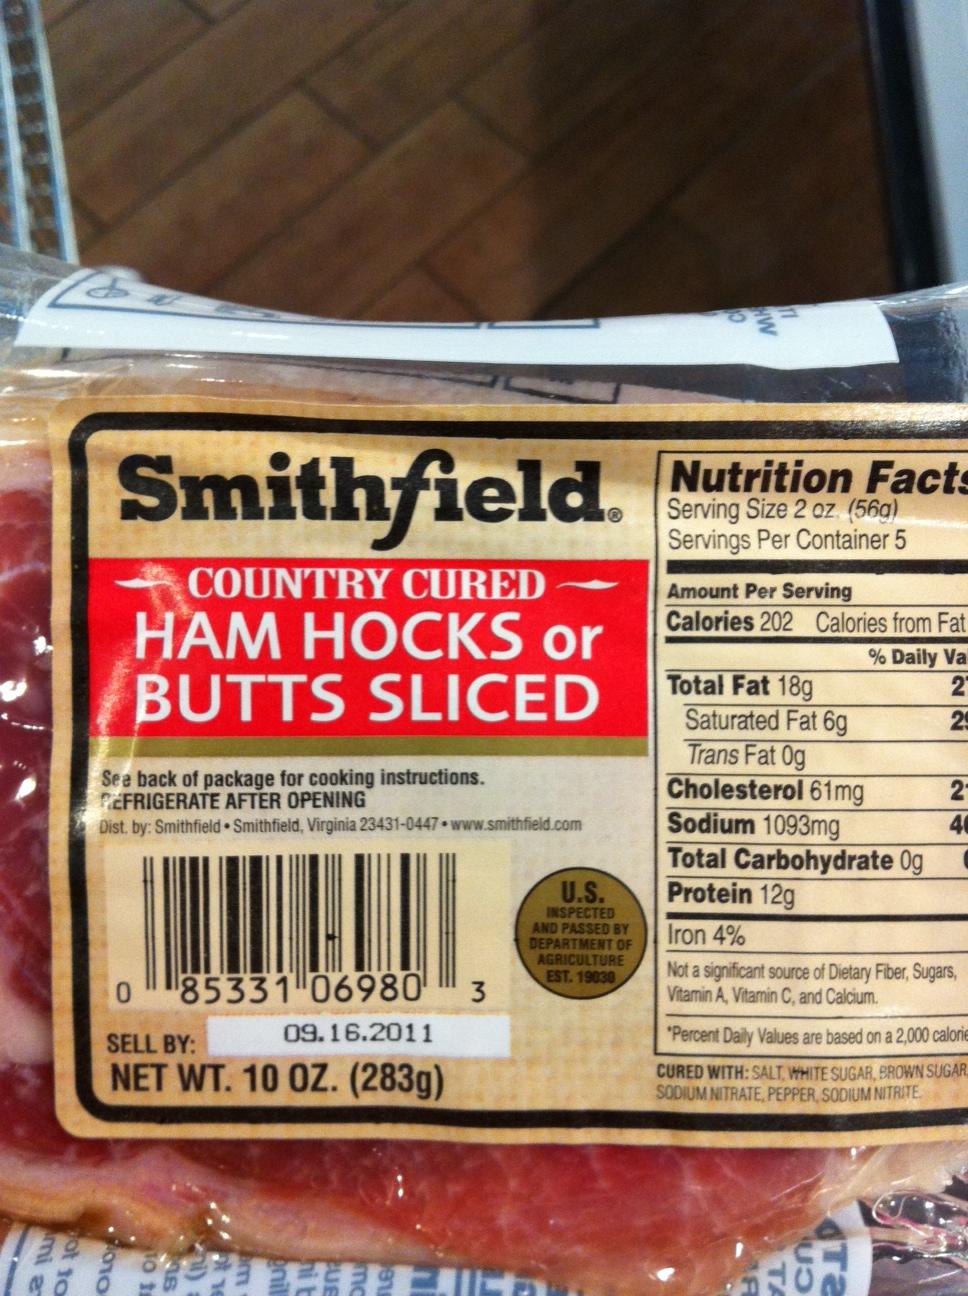 Smithfield®
COUNTRY CURED
HAM HOCKS or
BUTTS SLICED
See back of package for cooking instructions.
REFRIGERATE AFTER OPENING
Dist. by: Smithfield • Smithfield, Virginia 23431-0447 • www.smithfield.com
0 85331 06980 3
U.S.
INSPECTED
AND PASSED BY
DEPARTMENT OF
AGRICULTURE
EST. 19030
SELL BY: 09.16.2011
NET WT. 10 OZ. (283g)
Nutrition Facts
Serving Size 2 oz. (56g)
Servings Per Container 5
Amount Per Serving
Calories 202 Calories from Fat
% Daily Va
Total Fat 18g
Saturated Fat 6g
Trans Fat 0g
Cholesterol 61mg
Sodium 1093mg
Total Carbohydrate 0g
Protein 12g
Iron 4%
Not a significant source of Dietary Fiber, Sugars,
Vitamin A, Vitamin C, and Calcium.
*Percent Daily Values are based on a 2,000 calorie
CURED WITH: SALT, WHITE SUGAR, BROWN SUGAR,
SODIUM NITRATE, PEPPER, SODIUM NITRITE.